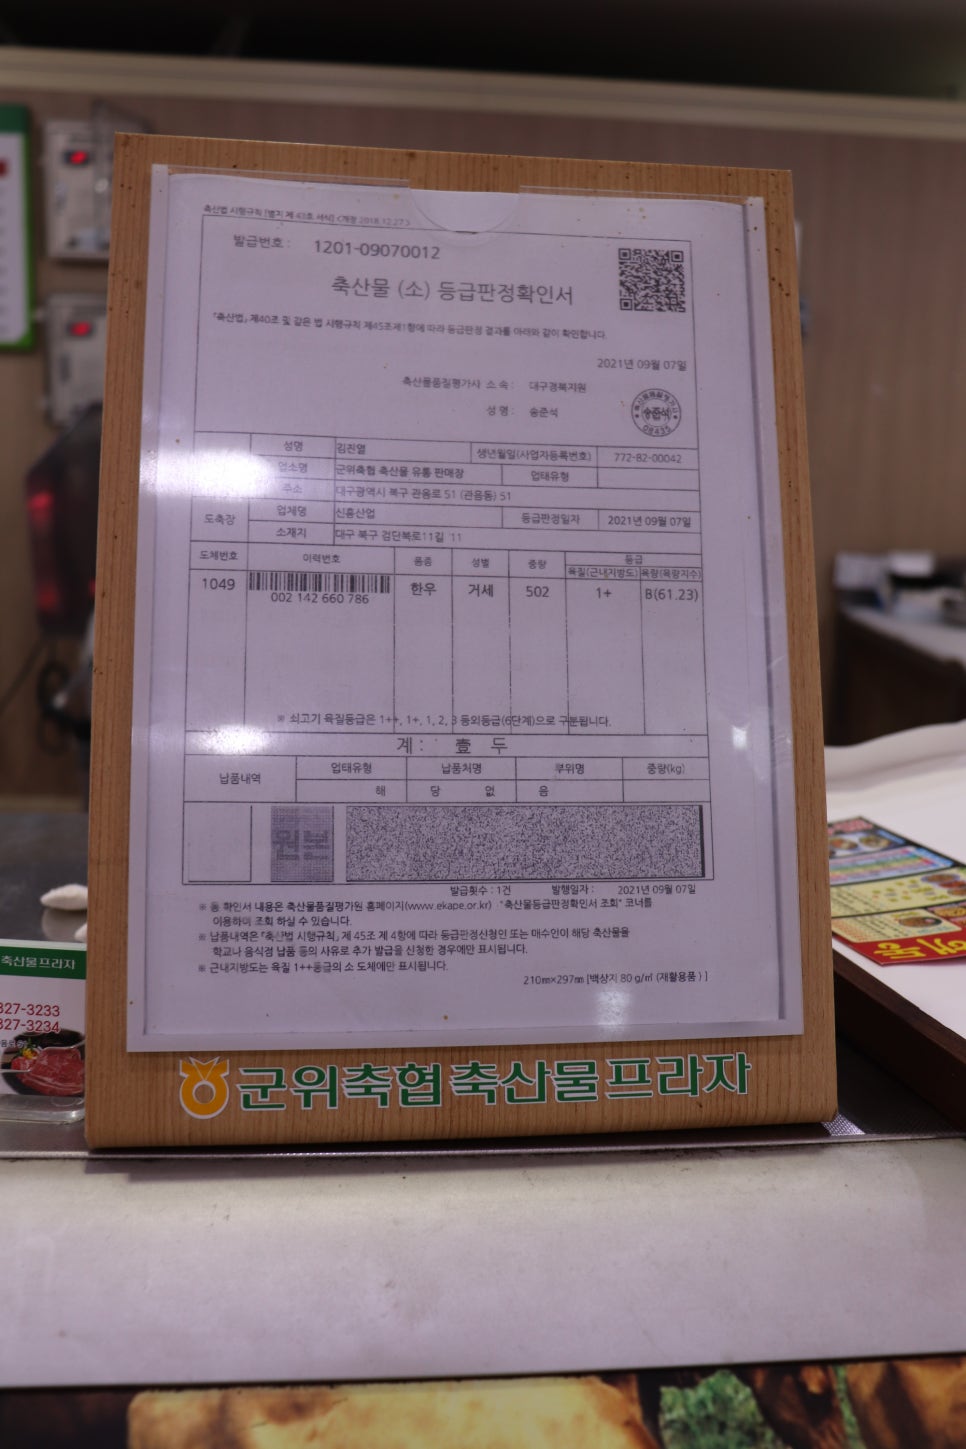 축산법 시행규칙 [별지 제 43호 서식] <개정 2018.12.27.>
발급번호 : 1201-09070012
축산물 (소) 등급판정확인서
「축산법」 제40조 및 같은 법 시행규칙 제45조제1항에 따라 등급판정 결과를 아래와 같이 확인합니다.
2021년 09월 07일
축산물품질평가사 소 속 : 대구경북지원
성 명 : 송준석
송준석
08435
성명 김진열 생년월일(사업자등록번호) 772-82-00042
업소명 군위축협 축산물 유통 판매장 업태유형
주소 대구광역시 북구 관음로 51 (관음동) 51
도축장 업체명 신흥산업 등급판정일자 2021년 09월 07일
소재지 대구 북구 검단북로11길 11
도체번호 이력번호 품종 성별 중량 등급
육질(근내지방도) 육량(육량지수)
1049 002 142 660 786 한우 거세 502 1+ B(61.23)
※ 쇠고기 육질등급은 1++, 1+, 1, 2, 3 등외등급(6단계)으로 구분됩니다.
계 : 壹 두
납품내역 업태유형 납품처명 부위명 중량(kg)
해 당 없 음
원본
발급횟수 : 1건 발행일자 : 2021년 09월 07일
※ 동 확인서 내용은 축산물품질평가원 홈페이지(www.ekape.or.kr) "축산물등급판정확인서 조회" 코너를
이용하여 조회 하실 수 있습니다.
※ 납품내역은 「축산법 시행규칙」 제 45조 제 4항에 따라 등급판정신청인 또는 매수인이 해당 축산물을
학교나 음식점 납품 등의 사유로 추가 발급을 신청한 경우에만 표시됩니다.
※ 근내지방도는 육질 1++등급의 소 도체에만 표시됩니다.
210㎜×297㎜ [백상지 80 g/㎡ (재활용품)]
군위축협 축산물프라자
축산물프라자
327-3233
327-3234